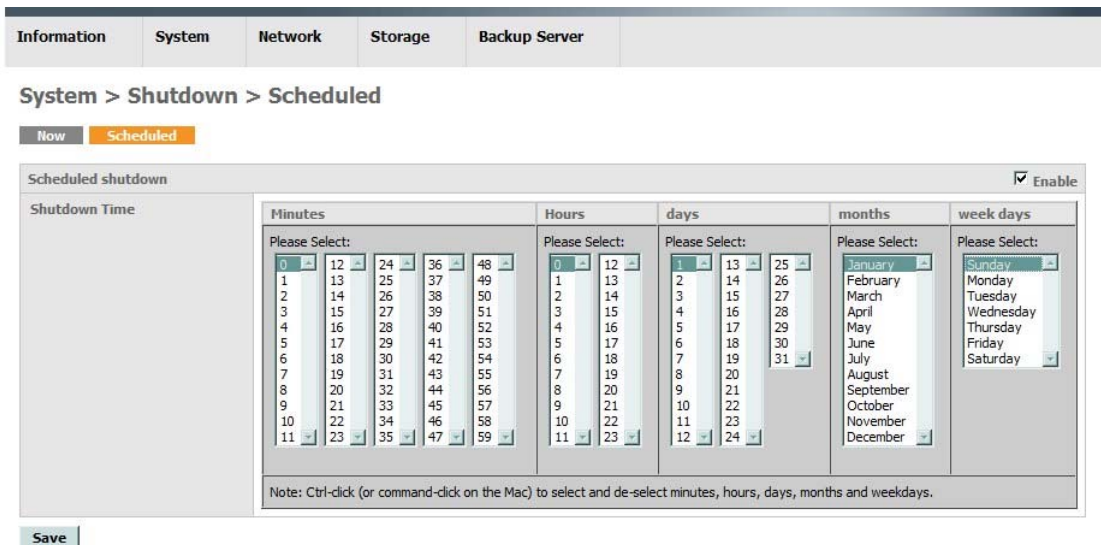 Information System Network Storage Backup Server
System > Shutdown > Scheduled
Now Scheduled
Scheduled shutdown Enable
Shutdown Time Minutes Hours days months week days
Please Select: Please Select: Please Select: Please Select: Please Select:
0 12 24 36 48 0 12 1 13 25 January Sunday
1 13 25 37 49 1 13 2 14 26 February Monday
2 14 26 38 50 2 14 3 15 27 March Tuesday
3 15 27 39 51 3 15 4 16 28 April Wednesday
4 16 28 40 52 4 16 5 17 29 May Thursday
5 17 29 41 53 5 17 6 18 30 June Friday
6 18 30 42 54 6 18 7 19 31 July Saturday
7 19 31 43 55 7 19 8 20 August
8 20 32 44 56 8 20 9 21 September
9 21 33 45 57 9 21 10 22 October
10 22 34 46 58 10 22 11 23 November
11 23 35 47 59 11 23 12 24 December
Note: Ctrl-click (or command-click on the Mac) to select and de-select minutes, hours, days, months and weekdays.
Save